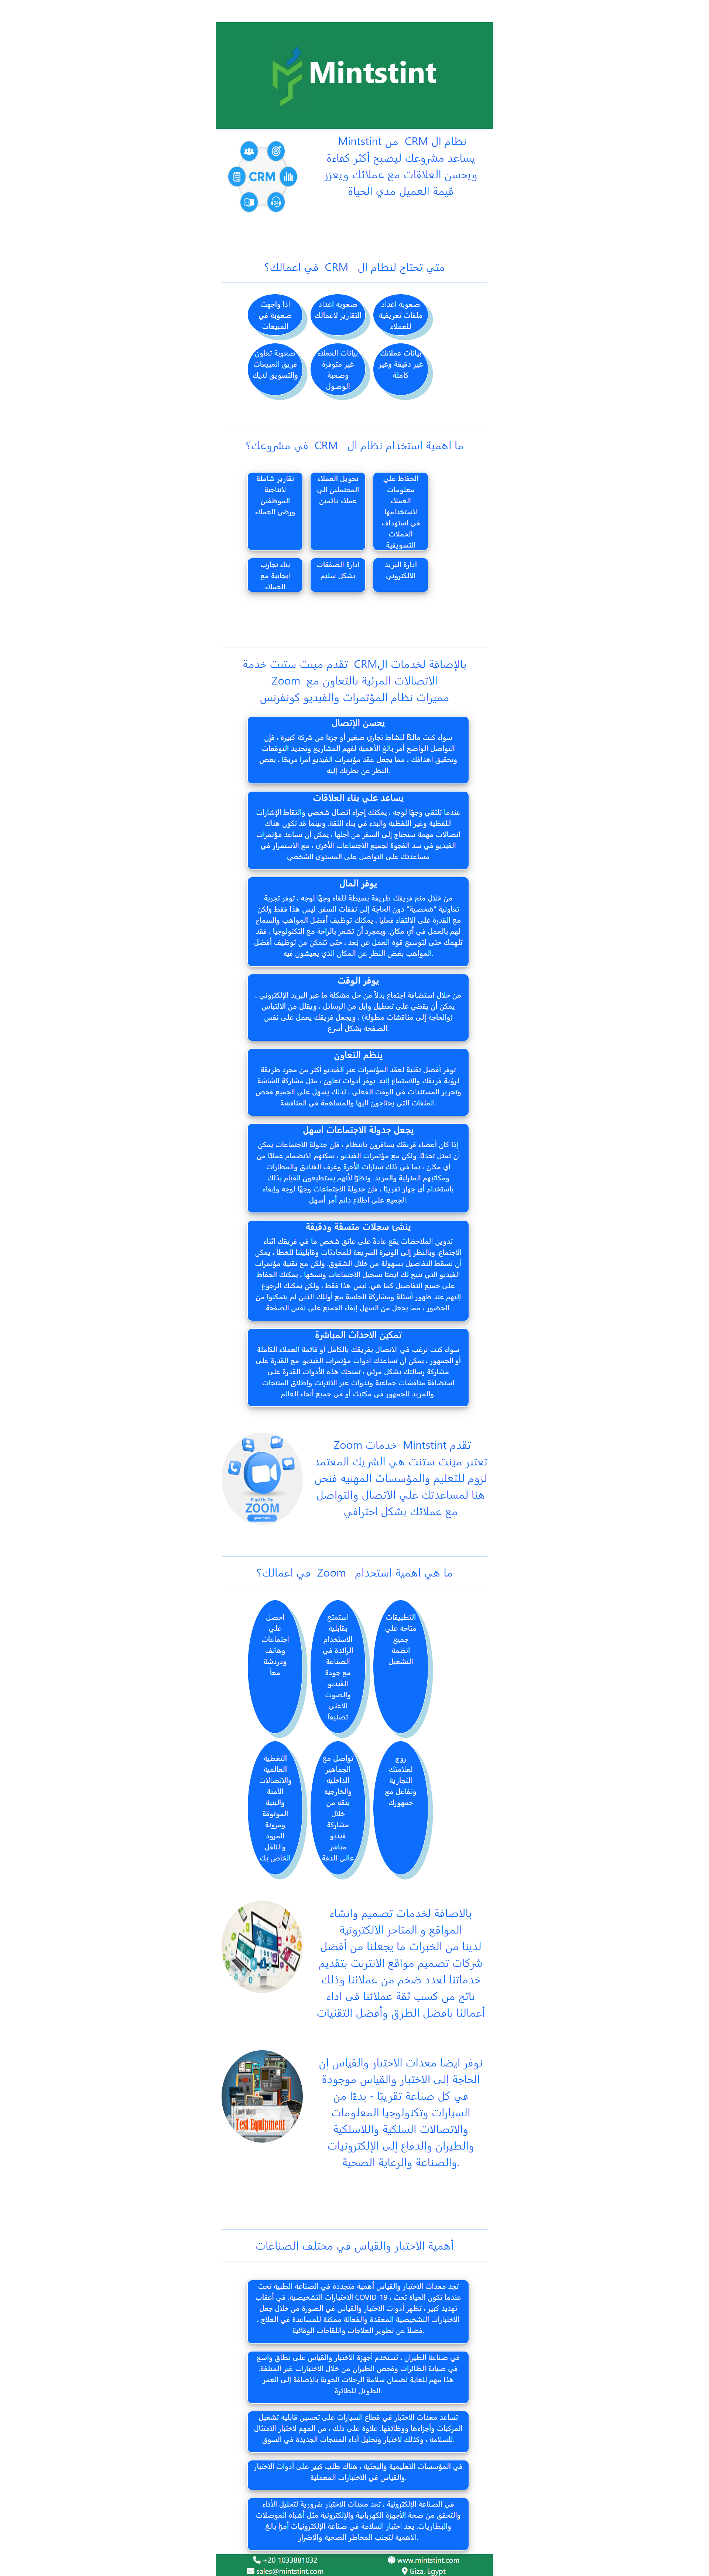 Mintstint
نظام ال CRM من Mintstint
يساعد مشروعك ليصبح أكثر كفاءة
ويحسن العلاقات مع عملائك ويعزز
قيمة العميل مدي الحياة
CRM
متي تحتاج لنظام ال CRM في اعمالك؟
صعوبه اعداد
ملفات تعريفية
للعملاء
صعوبه اعداد
التقارير لاعمالك
اذا واجهت
صعوبة في
المبيعات
بيانات عملائك
غير دقيقة وغير
كاملة
بيانات العملاء
غير متوفرة
وصعبة
الوصول
صعوبة تعاون
فريق المبيعات
والتسويق لديك
ما اهمية استخدام نظام ال CRM في مشروعك؟
الحفاظ علي
معلومات
العملاء
لاستخدامها
في استهداف
الحملات
التسويقية
تحويل العملاء
المحتملين الي
عملاء دائمين
تقارير شاملة
لانتاجية
الموظفين
ورضي العملاء
ادارة البريد
الالكتروني
ادارة الصفقات
بشكل سليم
بناء تجارب
ايجابية مع
العملاء
بالإضافة لخدمات الCRM تقدم مينت ستنت خدمة
الاتصالات المرئية بالتعاون مع Zoom
مميزات نظام المؤتمرات والفيديو كونفرنس
يحسن الإتصال
سواء كنت مالكًا لنشاط تجاري صغير أو جزءًا من شركة كبيرة ، فإن
التواصل الواضح أمر بالغ الأهمية لفهم المشاريع وتحديد التوقعات
وتحقيق أهدافك ، مما يجعل عقد مؤتمرات الفيديو أمرًا مربحًا ، بغض
النظر عن نظرتك إليه.
يساعد علي بناء العلاقات
عندما تلتقي وجهًا لوجه ، يمكنك إجراء اتصال شخصي والتقاط الإشارات
اللفظية وغير اللفظية والبدء في بناء الثقة. وبينما قد تكون هناك
اتصالات مهمة ستحتاج إلى السفر من أجلها ، يمكن أن تساعد مؤتمرات
الفيديو في سد الفجوة لجميع الاجتماعات الأخرى ، مع الاستمرار في
مساعدتك على التواصل على المستوى الشخصي
يوفر المال
من خلال منح فريقك طريقة بسيطة للقاء وجهًا لوجه ، توفر تجربة
تعاونية "شخصية" دون الحاجة إلى نفقات السفر. ليس هذا فقط ولكن
مع القدرة على الالتقاء فعليًا ، يمكنك توظيف أفضل المواهب والسماح
لهم بالعمل في أي مكان. وبمجرد أن تشعر بالراحة مع التكنولوجيا ، فقد
تلهمك حتى لتوسيع قوة العمل عن بُعد ، حتى تتمكن من توظيف أفضل
المواهب بغض النظر عن المكان الذي يعيشون فيه.
يوفر الوقت
من خلال استضافة اجتماع بدلاً من حل مشكلة ما عبر البريد الإلكتروني ،
يمكن أن يقضي على تعطيل وابل من الرسائل ، ويقلل من الالتباس
(والحاجة إلى مناقشات مطولة) ، ويجعل فريقك يعمل على نفس
الصفحة بشكل أسرع.
ينظم التعاون
توفر أفضل تقنية لعقد المؤتمرات عبر الفيديو أكثر من مجرد طريقة
لرؤية فريقك والاستماع إليه. يوفر أدوات تعاون ، مثل مشاركة الشاشة
وتحرير المستندات في الوقت الفعلي ، لذلك يسهل على الجميع فحص
الملفات التي يحتاجون إليها والمساهمة في المناقشة.
يجعل جدولة الاجتماعات أسهل
إذا كان أعضاء فريقك يسافرون بانتظام ، فإن جدولة الاجتماعات يمكن
أن تمثل تحديًا. ولكن مع مؤتمرات الفيديو ، يمكنهم الانضمام عمليًا من
أي مكان ، بما في ذلك سيارات الأجرة وغرف الفنادق والمطارات
ومكاتبهم المنزلية والمزيد. ونظرًا لأنهم يستطيعون القيام بذلك
باستخدام أي جهاز تقريبًا ، فإن جدولة الاجتماعات وجهًا لوجه وإبقاء
الجميع على اطلاع دائم أمر أسهل.
ينشئ سجلات متسقة ودقيقة
تدوين الملاحظات يقع عادةً على عاتق شخص ما في فريقك اثناء
الاجتماع. وبالنظر إلى الوتيرة السريعة للمحادثات وقابليتنا للخطأ ، يمكن
أن تسقط التفاصيل بسهولة من خلال الشقوق. ولكن مع تقنية مؤتمرات
الفيديو التي تتيح لك أيضًا تسجيل الاجتماعات ونسخها ، يمكنك الحفاظ
على جميع التفاصيل كما هي. ليس هذا فقط ، ولكن يمكنك الرجوع
إليهم عند ظهور أسئلة ومشاركة الجلسة مع أولئك الذين لم يتمكنوا من
الحضور ، مما يجعل من السهل إبقاء الجميع على نفس الصفحة.
تمكين الاحداث المباشرة
سواء كنت ترغب في الاتصال بفريقك بالكامل أو قائمة العملاء الكاملة
أو الجمهور ، يمكن أن تساعدك أدوات مؤتمرات الفيديو. مع القدرة على
مشاركة رسالتك بشكل مرئي ، تمنحك هذه الأدوات القدرة على
استضافة مناقشات جماعية وندوات عبر الإنترنت وإطلاق المنتجات
والمزيد للجمهور في مكتبك أو في جميع أنحاء العالم.
تقدم Mintstint خدمات Zoom
تعتبر مينت ستنت هي الشريك المعتمد
لزوم للتعليم والمؤسسات المهنيه فنحن
هنا لمساعدتك علي الاتصال والتواصل
مع عملائك بشكل احترافي
Find Us On
ZOOM
ما هي اهمية استخدام Zoom في اعمالك؟
التطبيقات
متاحة علي
جميع
انظمة
التشغيل
استمتع
بقابلية
الاستخدام
الرائدة في
الصناعة
مع جودة
الفيديو
والصوت
الاعلي
تصنيفاً
احصل
علي
اجتماعات
وهاتف
ودردشة
معاً
روج
لعلامتك
التجارية
وتفاعل مع
جمهورك
تواصل مع
الجماهير
الداخليه
والخارجيه
بثقه من
خلال
مشاركة
فيديو
مباشر
عالي الدقة
التغطية
العالمية
والاتصالات
الأمنة
والبنية
الموثوقة
ومرونة
المزود
والناقل
الخاص بك
بالاضافة لخدمات تصميم وانشاء
المواقع و المتاجر الالكترونية
لدينا من الخبرات ما يجعلنا من أفضل
شركات تصميم مواقع الانترنت بتقديم
خدماتنا لعدد ضخم من عملائنا وذلك
ناتج من كسب ثقة عملائنا فى اداء
أعمالنا بافضل الطرق وأفضل التقنيات
نوفر ايضا معدات الاختبار والقياس إن
الحاجة إلى الاختبار والقياس موجودة
في كل صناعة تقريبًا - بدءًا من
السيارات وتكنولوجيا المعلومات
والاتصالات السلكية واللاسلكية
والطيران والدفاع إلى الإلكترونيات
والصناعة والرعاية الصحية.
Know About
Test Equipment
أهمية الاختبار والقياس في مختلف الصناعات
تجد معدات الاختبار والقياس أهمية متجددة في الصناعة الطبية تحت
عندما تكون الحياة تحت ، COVID-19 الاختبارات التشخيصية. في أعقاب
تهديد كبير ، تظهر أدوات الاختبار والقياس في الصورة من خلال جعل
الاختبارات التشخيصية المعقدة والفعالة ممكنة للمساعدة في العلاج ،
فضلاً عن تطوير العلاجات واللقاحات الوقائية.
في صناعة الطيران ، تُستخدم أجهزة الاختبار والقياس على نطاق واسع
في صيانة الطائرات وفحص الطيران من خلال الاختبارات غير المتلفة.
هذا مهم للغاية لضمان سلامة الرحلات الجوية بالإضافة إلى العمر
الطويل للطائرة.
تساعد معدات الاختبار في قطاع السيارات على تحسين قابلية تشغيل
المركبات وأجزاءها ووظائفها. علاوة على ذلك ، من المهم لاختبار الامتثال
للسلامة ، وكذلك لاختبار وتحليل أداء المنتجات الجديدة في السوق.
في المؤسسات التعليمية والبحثية ، هناك طلب كبير على أدوات الاختبار
والقياس في الاختبارات المعملية.
في الصناعة الإلكترونية ، تعد معدات الاختبار ضرورية لتحليل الأداء
والتحقق من صحة الأجهزة الكهربائية والإلكترونية مثل أشباه الموصلات
والبطاريات. يعد اختبار السلامة في صناعة الإلكترونيات أمرًا بالغ
الأهمية لتجنب المخاطر الصحية والأضرار.
+20 1033881032
www.mintstint.com
sales@mintstint.com
Giza, Egypt